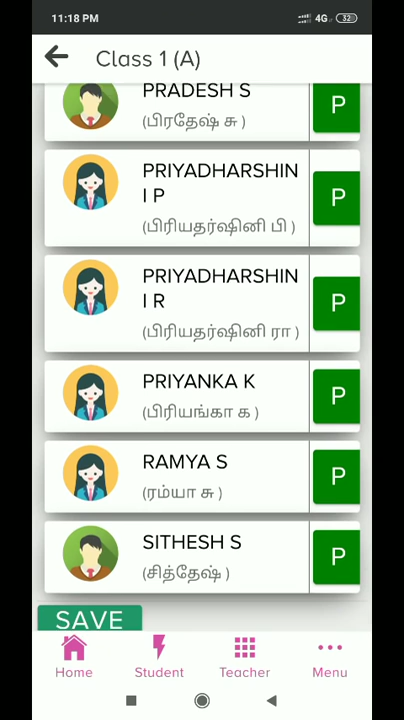 11:18 PM
4G
32
Class 1 (A)
PRADESH S
(பிரதேஷ் சு )
P
PRIYADHARSHIN
I P
(பிரியதர்ஷினி பி )
P
PRIYADHARSHIN
I R
(பிரியதர்ஷினி ரா )
P
PRIYANKA K
(பிரியங்கா க )
P
RAMYA S
(ரம்யா சு )
P
SITHESH S
(சித்தேஷ் )
P
SAVE
Home
Student
Teacher
Menu